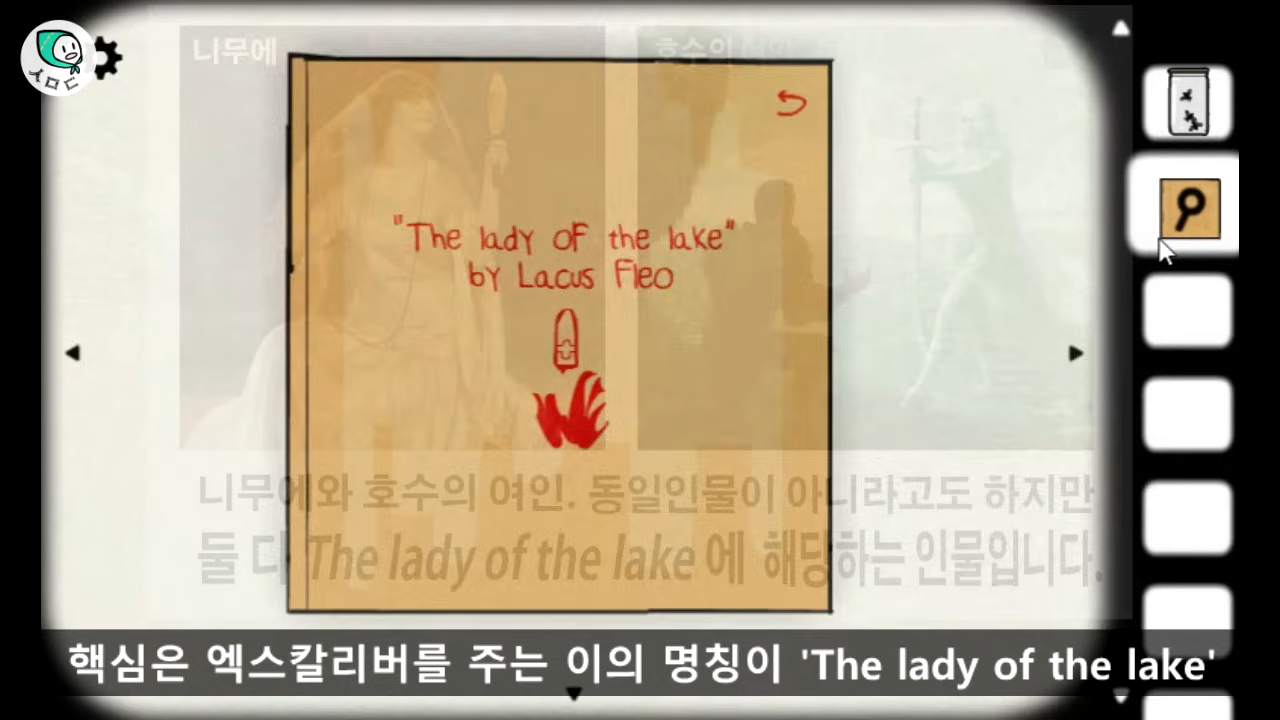 ㅅㅁㄷ
니무에
호수의 여인
"The lady of the lake"
by Lacus Fleo
니무에와 호수의 여인. 동일인물이 아니라고도 하지만
둘 다 The lady of the lake 에 해당하는 인물입니다.
핵심은 엑스칼리버를 주는 이의 명칭이 'The lady of the lake'